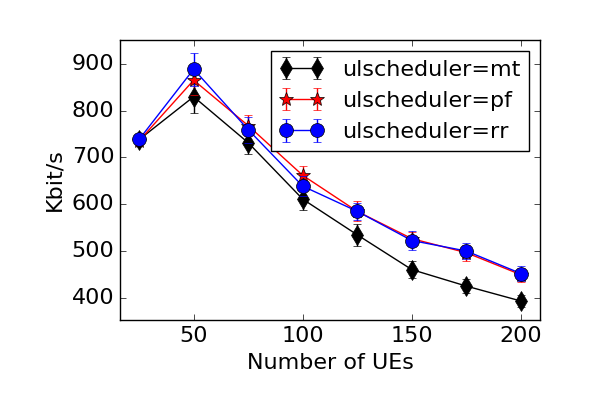 900
800
700
600
500
400
Kbit/s
ulscheduler=mt
ulscheduler=pf
ulscheduler=rr
50
100
150
200
Number of UEs